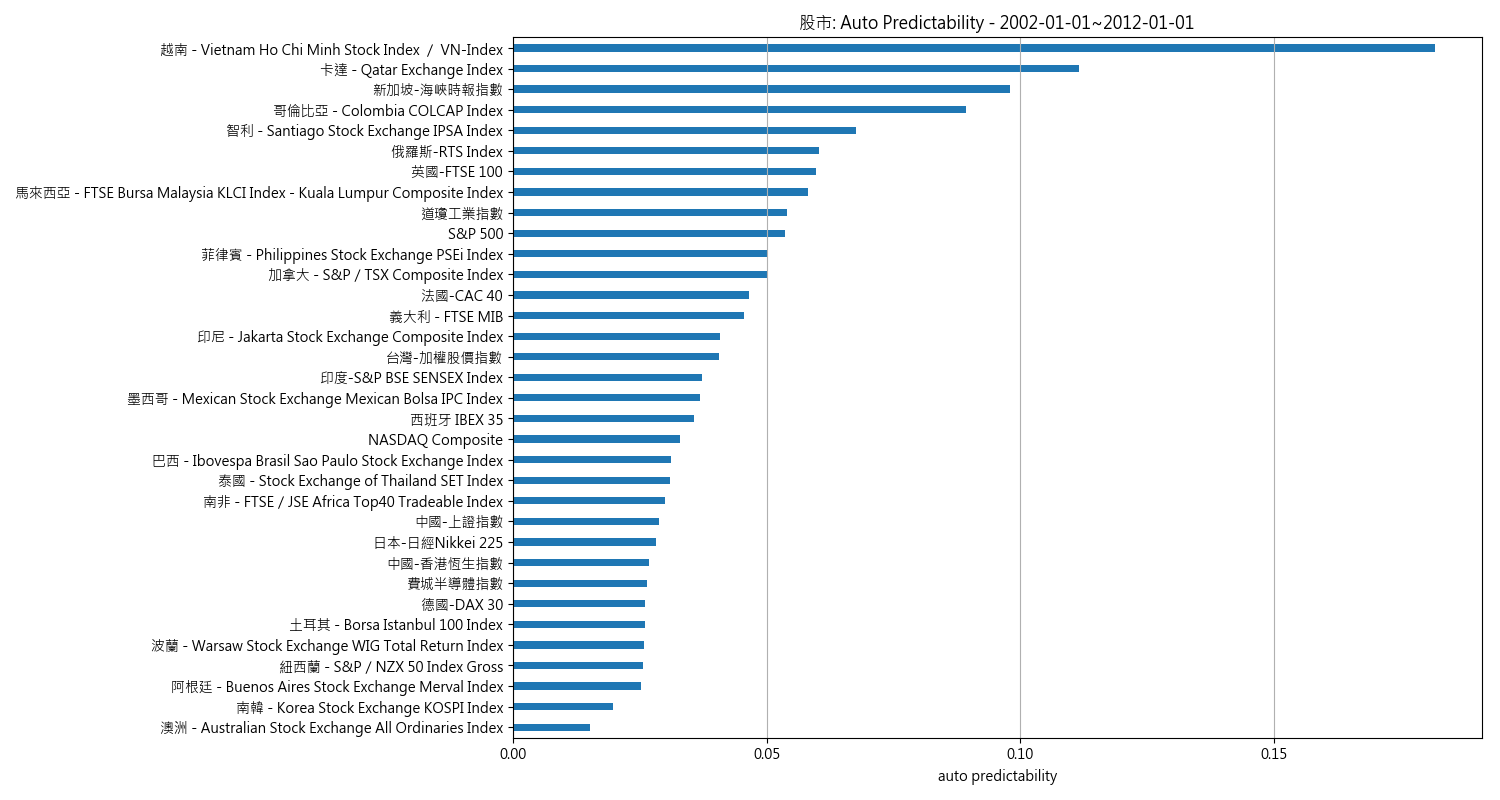 股市: Auto Predictability - 2002-01-01~2012-01-01
越南 - Vietnam Ho Chi Minh Stock Index / VN-Index
卡達 - Qatar Exchange Index
新加坡-海峽時報指數
哥倫比亞 - Colombia COLCAP Index
智利 - Santiago Stock Exchange IPSA Index
俄羅斯-RTS Index
英國-FTSE 100
馬來西亞 - FTSE Bursa Malaysia KLCI Index - Kuala Lumpur Composite Index
道瓊工業指數
S&P 500
菲律賓 - Philippines Stock Exchange PSEi Index
加拿大 - S&P / TSX Composite Index
法國-CAC 40
義大利 - FTSE MIB
印尼 - Jakarta Stock Exchange Composite Index
台灣-加權股價指數
印度-S&P BSE SENSEX Index
墨西哥 - Mexican Stock Exchange Mexican Bolsa IPC Index
西班牙 IBEX 35
NASDAQ Composite
巴西 - Ibovespa Brasil Sao Paulo Stock Exchange Index
泰國 - Stock Exchange of Thailand SET Index
南非 - FTSE / JSE Africa Top40 Tradeable Index
中國-上證指數
日本-日經Nikkei 225
中國-香港恆生指數
費城半導體指數
德國-DAX 30
土耳其 - Borsa Istanbul 100 Index
波蘭 - Warsaw Stock Exchange WIG Total Return Index
紐西蘭 - S&P / NZX 50 Index Gross
阿根廷 - Buenos Aires Stock Exchange Merval Index
南韓 - Korea Stock Exchange KOSPI Index
澳洲 - Australian Stock Exchange All Ordinaries Index
0.00 0.05 0.10 0.15
auto predictability